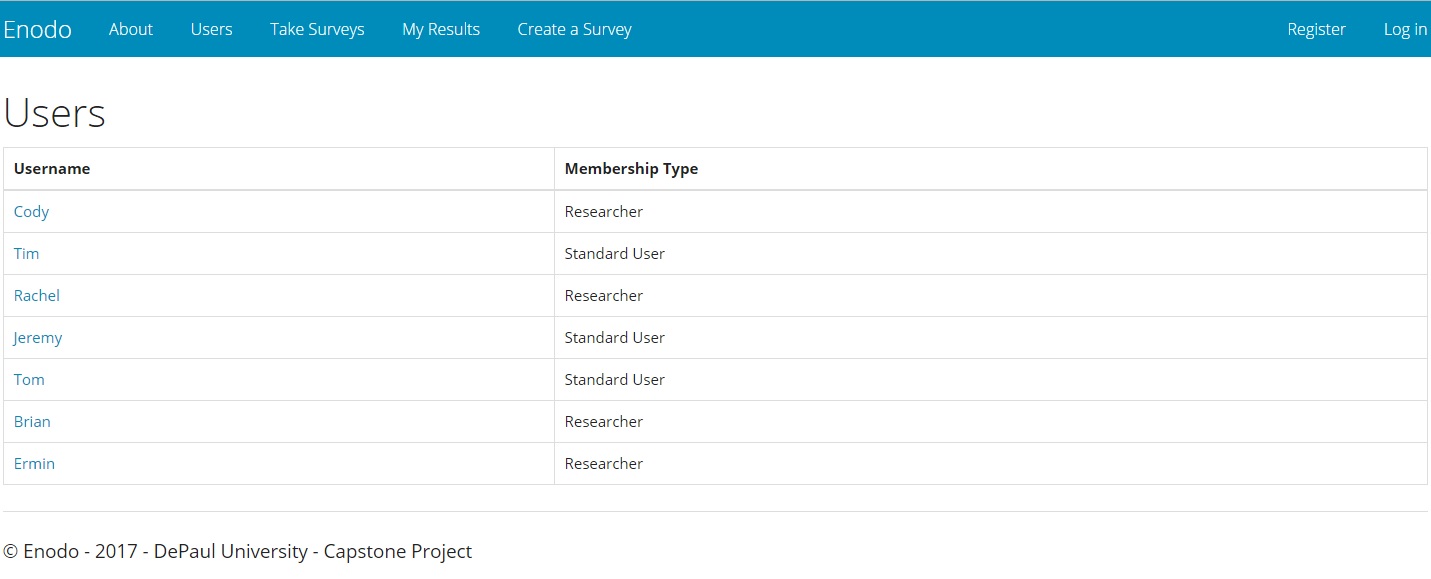 Enodo About Users Take Surveys My Results Create a Survey Register Log in
Users
Username Membership Type
Cody Researcher
Tim Standard User
Rachel Researcher
Jeremy Standard User
Tom Standard User
Brian Researcher
Ermin Researcher
© Enodo - 2017 - DePaul University - Capstone Project